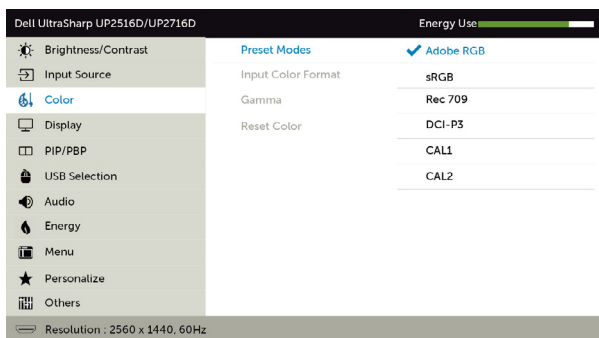 Dell UltraSharp UP2516D/UP2716D
Energy Use
Brightness/Contrast
Input Source
Color
Display
PIP/PBP
USB Selection
Audio
Energy
Menu
Personalize
Others
Preset Modes
Input Color Format
Gamma
Reset Color
Adobe RGB
sRGB
Rec 709
DCI-P3
CAL1
CAL2
Resolution : 2560 x 1440, 60Hz